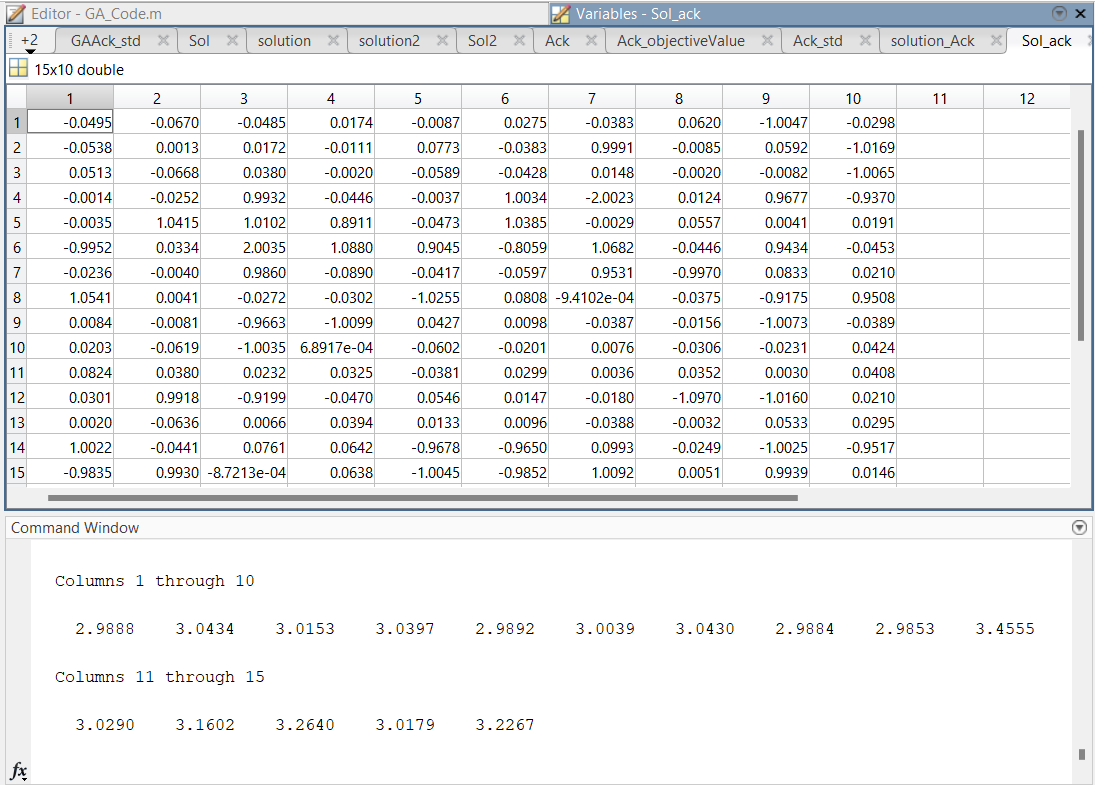 Editor - GA_Code.m Variables - Sol_ack
+2 GAAck_std Sol solution solution2 Sol2 Ack Ack_objectiveValue Ack_std solution_Ack Sol_ack
15x10 double
1 2 3 4 5 6 7 8 9 10 11 12
1 -0.0495 -0.0670 -0.0485 0.0174 -0.0087 0.0275 -0.0383 0.0620 -1.0047 -0.0298
2 -0.0538 0.0013 0.0172 -0.0111 0.0773 -0.0383 0.9991 -0.0085 0.0592 -1.0169
3 0.0513 -0.0668 0.0380 -0.0020 -0.0589 -0.0428 0.0148 -0.0020 -0.0082 -1.0065
4 -0.0014 -0.0252 0.9932 -0.0446 -0.0037 1.0034 -2.0023 0.0124 0.9677 -0.9370
5 -0.0035 1.0415 1.0102 0.8911 -0.0473 1.0385 -0.0029 0.0557 0.0041 0.0191
6 -0.9952 0.0334 2.0035 1.0880 0.9045 -0.8059 1.0682 -0.0446 0.9434 -0.0453
7 -0.0236 -0.0040 0.9860 -0.0890 -0.0417 -0.0597 0.9531 -0.9970 0.0833 0.0210
8 1.0541 0.0041 -0.0272 -0.0302 -1.0255 0.0808 -9.4102e-04 -0.0375 -0.9175 0.9508
9 0.0084 -0.0081 -0.9663 -1.0099 0.0427 0.0098 -0.0387 -0.0156 -1.0073 -0.0389
10 0.0203 -0.0619 -1.0035 6.8917e-04 -0.0602 -0.0201 0.0076 -0.0306 -0.0231 0.0424
11 0.0824 0.0380 0.0232 0.0325 -0.0381 0.0299 0.0036 0.0352 0.0030 0.0408
12 0.0301 0.9918 -0.9199 -0.0470 0.0546 0.0147 -0.0180 -1.0970 -1.0160 0.0210
13 0.0020 -0.0636 0.0066 0.0394 0.0133 0.0096 -0.0388 -0.0032 0.0533 0.0295
14 1.0022 -0.0441 0.0761 0.0642 -0.9678 -0.9650 0.0993 -0.0249 -1.0025 -0.9517
15 -0.9835 0.9930 -8.7213e-04 0.0638 -1.0045 -0.9852 1.0092 0.0051 0.9939 0.0146
Command Window
Columns 1 through 10
2.9888 3.0434 3.0153 3.0397 2.9892 3.0039 3.0430 2.9884 2.9853 3.4555
Columns 11 through 15
3.0290 3.1602 3.2640 3.0179 3.2267
fx